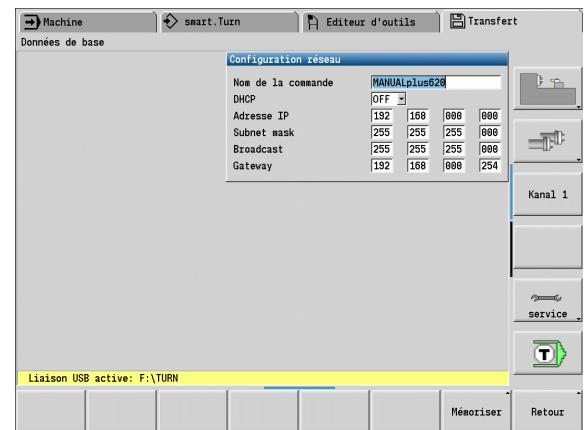 Machine smart.Turn Editeur d'outils Transfert
Données de base
Configuration réseau
Nom de la commande MANUALplus620
DHCP OFF
Adresse IP 192 168 000 000
Subnet mask 255 255 255 000
Broadcast 255 255 255 000
Gateway 192 168 000 254
Kanal 1
service
T
Liaison USB active: F:\TURN
Mémoriser Retour